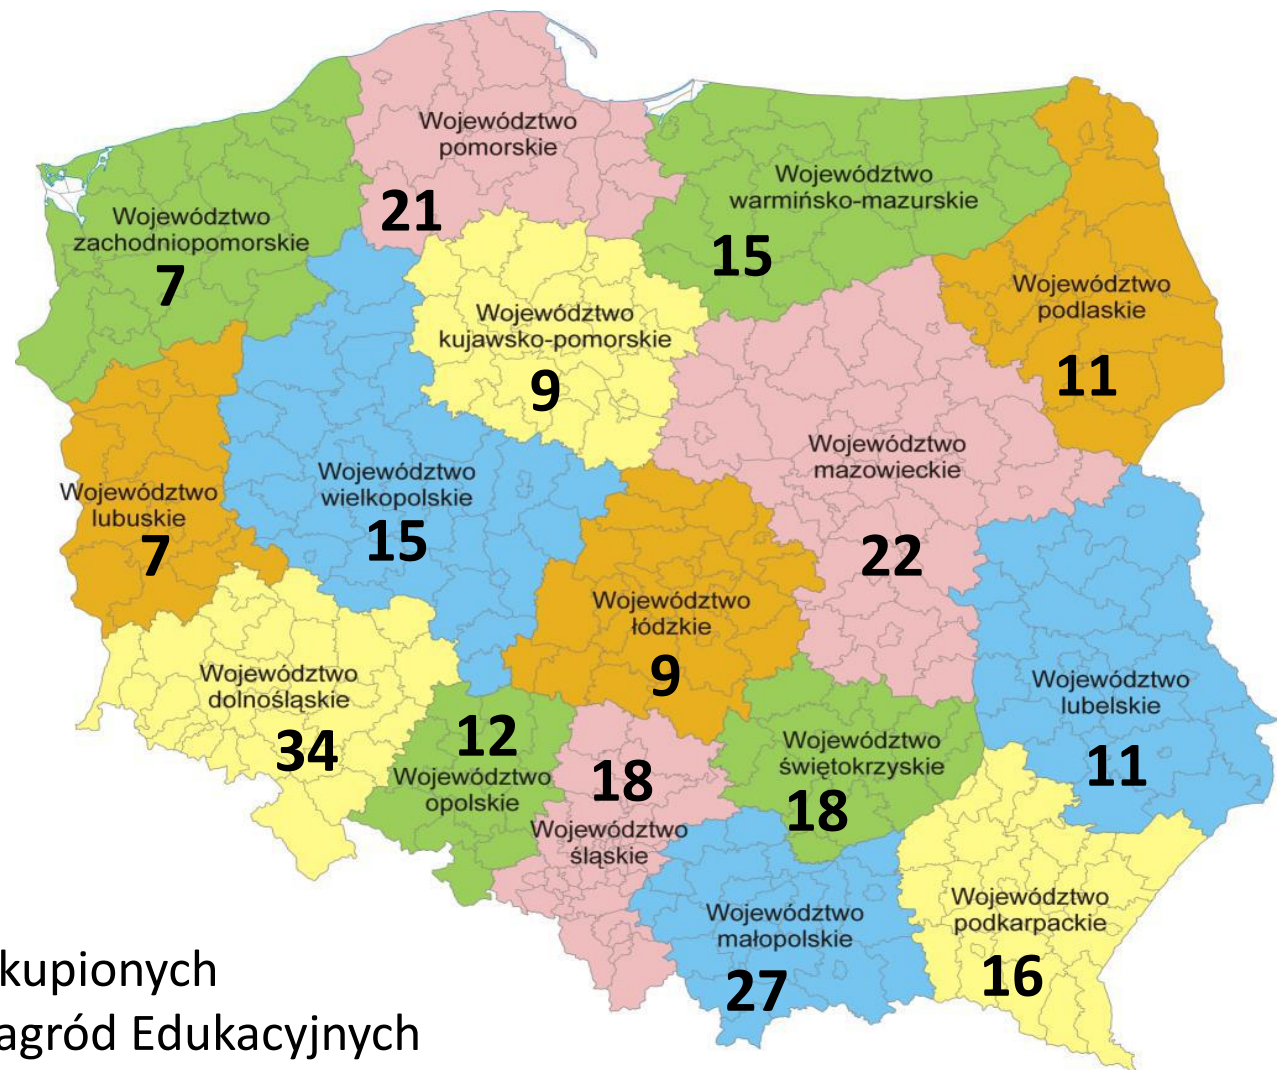 Województwo
pomorskie
21
Województwo
warmińsko-mazurskie
15
Województwo
zachodniopomorskie
7
Województwo
podlaskie
11
Województwo
kujawsko-pomorskie
9
Województwo
mazowieckie
22
Województwo
wielkopolskie
15
Województwo
lubuskie
7
Województwo
łódzkie
9
Województwo
dolnośląskie
34
Województwo
lubelskie
11
12
Województwo
opolskie
18
Województwo
śląskie
Województwo
świętokrzyskie
18
Województwo
małopolskie
27
Województwo
podkarpackie
16
kupionych
agród Edukacyjnych